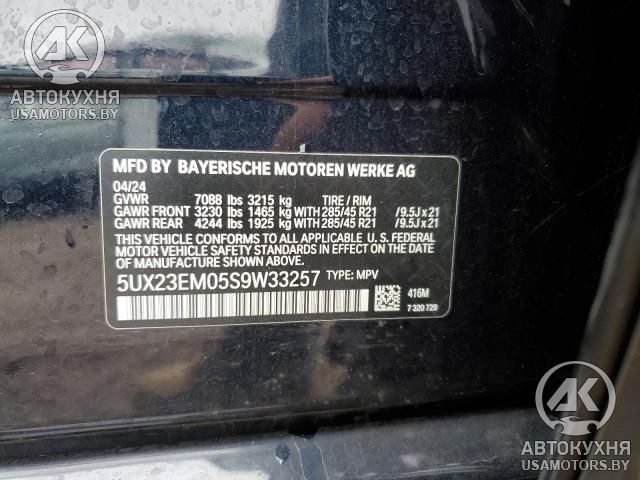 AK
АВТОКУХНЯ
USAMOTORS.BY
MFD BY BAYERISCHE MOTOREN WERKE AG
04/24
GVWR 7088 lbs 3215 kg TIRE / RIM
GAWR FRONT 3230 lbs 1465 kg WITH 285/45 R21 /9.5J x 21
GAWR REAR 4244 lbs 1925 kg WITH 285/45 R21 /9.5J x 21
THIS VEHICLE CONFORMS TO ALL APPLICABLE U. S. FEDERAL
MOTOR VEHICLE SAFETY STANDARDS IN EFFECT ON THE DATE
OF MANUFACTURE SHOWN ABOVE.
5UX23EM05S9W33257 TYPE: MPV
416M
7 320 729
AK
АВТОКУХНЯ
USAMOTORS.BY